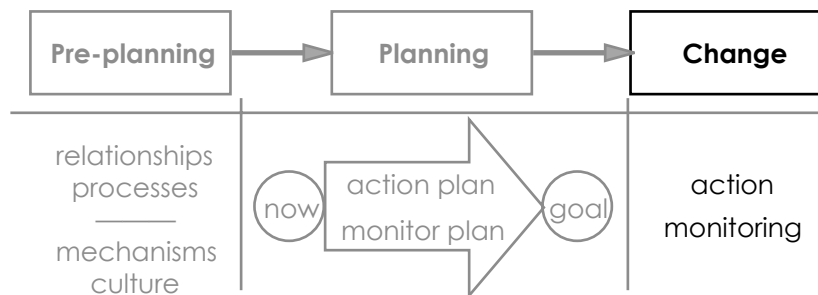 Pre-planning
Planning
Change
relationships
processes
mechanisms
culture
now
action plan
monitor plan
goal
action
monitoring